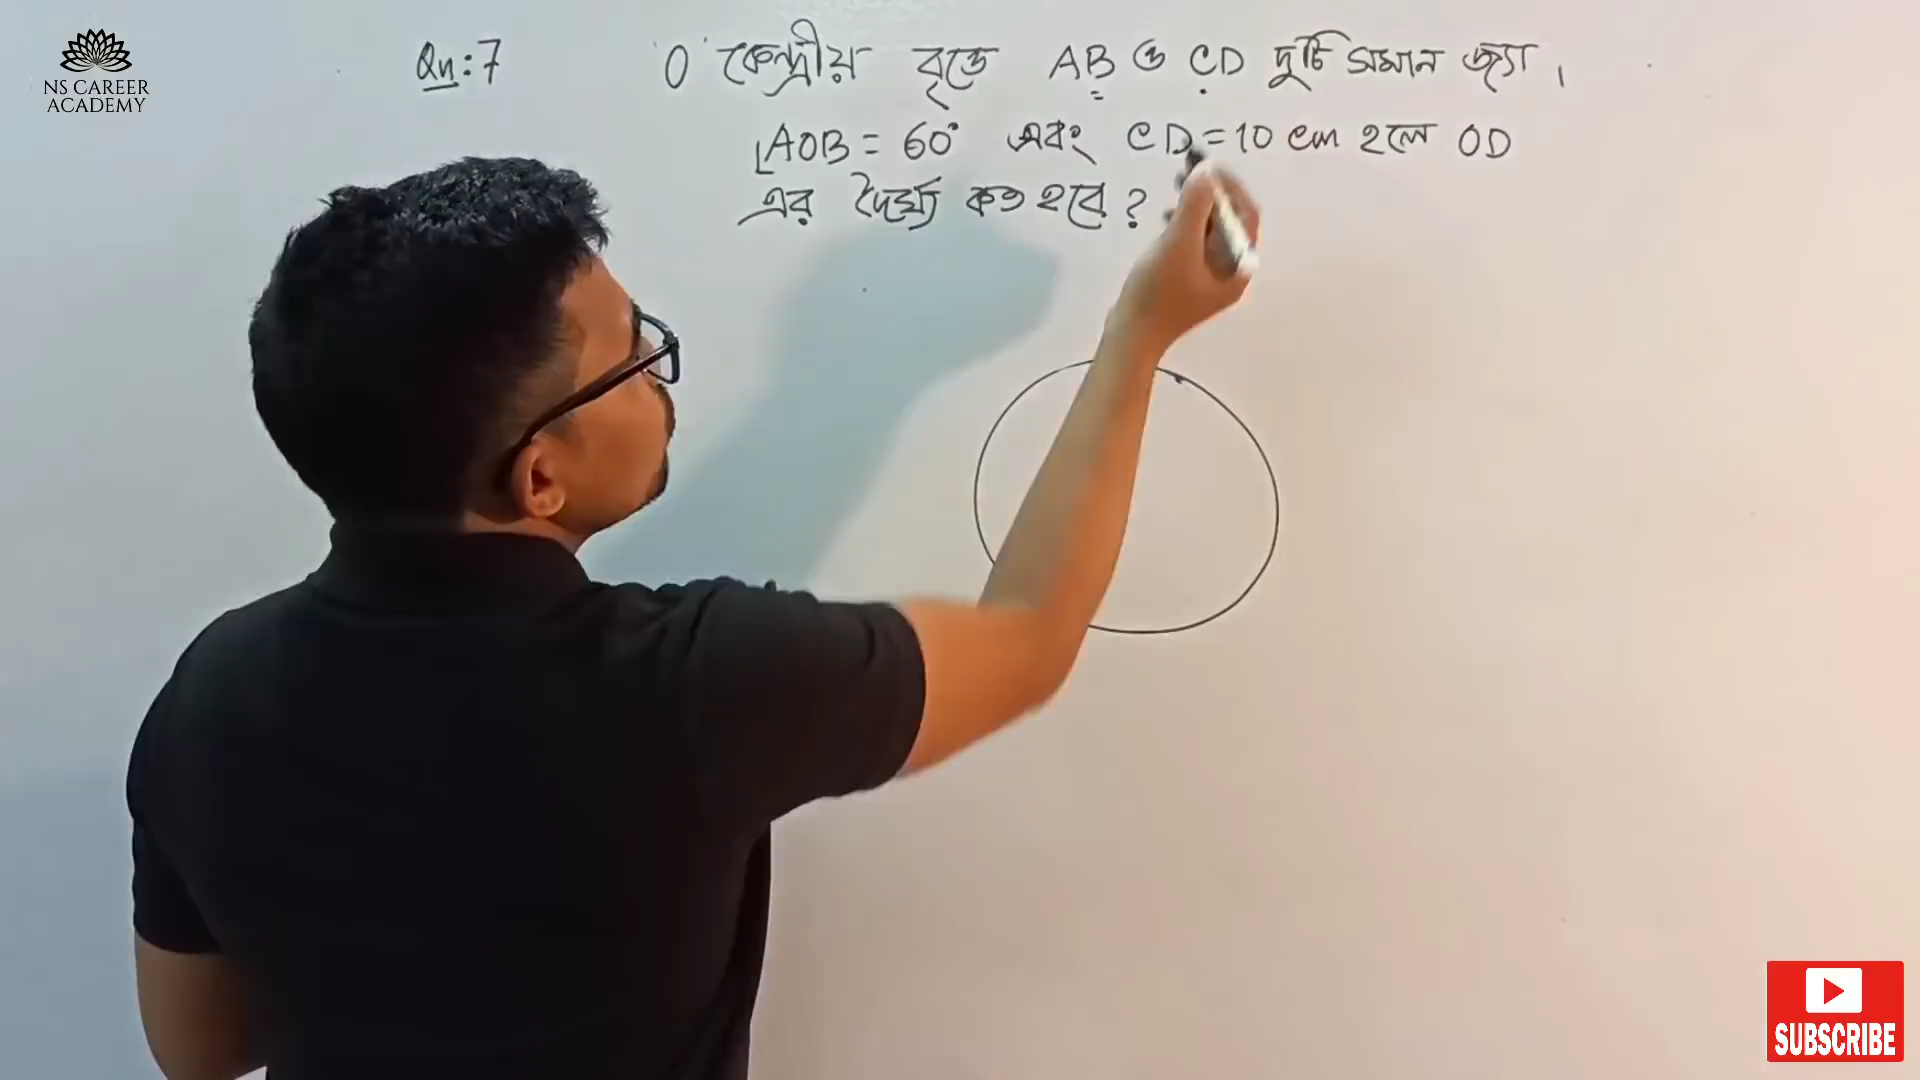 NS CAREER
ACADEMY
Qn: 7
'O' কেন্দ্রীয় বৃত্তে AB ও CD দুটি সমান জ্যা।
∠AOB = 60° এবং CD = 10 cm হলে OD
এর দৈর্ঘ্য কত হবে?
SUBSCRIBE